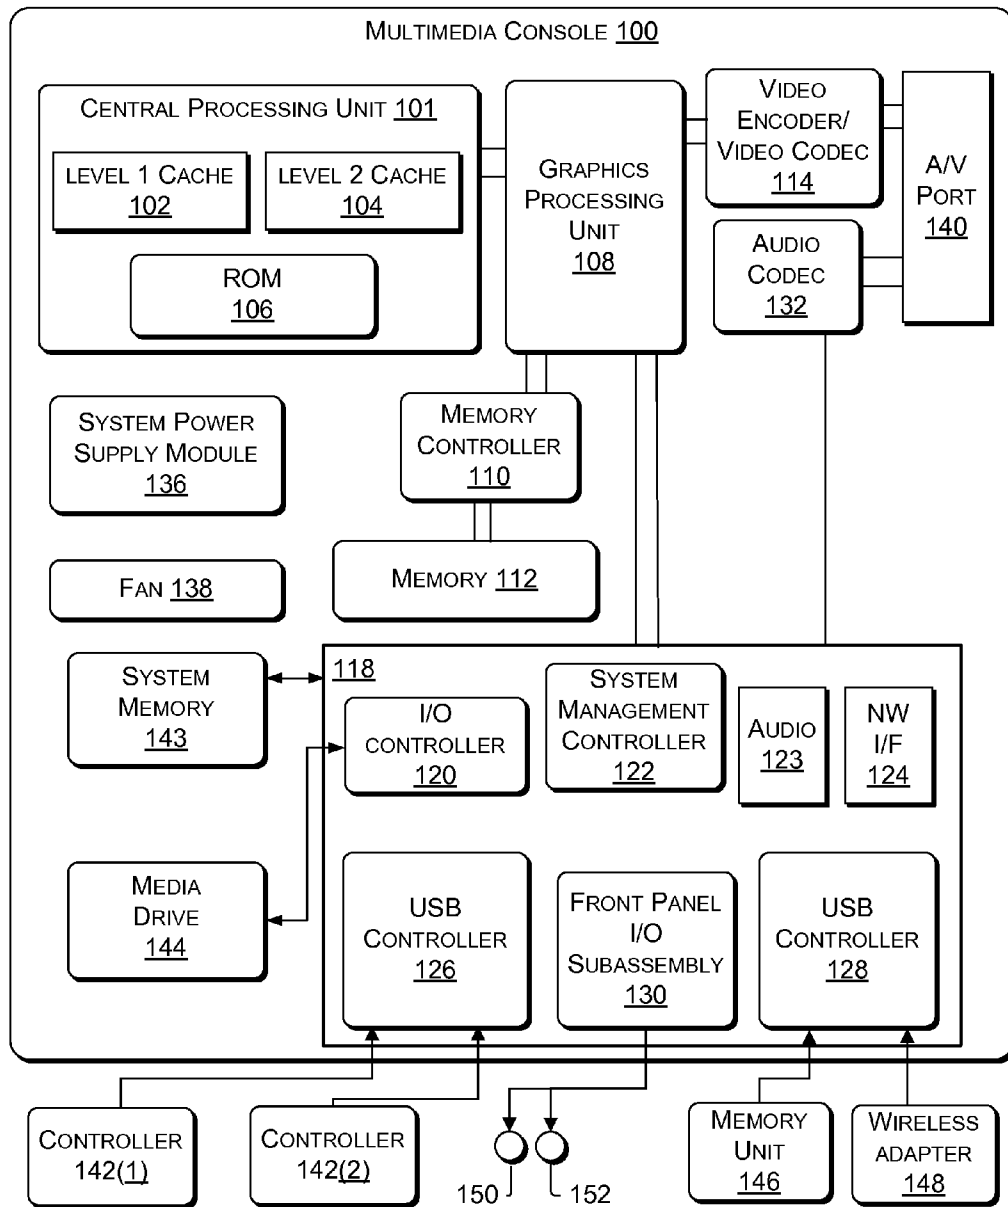 MULTIMEDIA CONSOLE 100
CENTRAL PROCESSING UNIT 101
LEVEL 1 CACHE
102
LEVEL 2 CACHE
104
ROM
106
GRAPHICS
PROCESSING
UNIT
108
VIDEO
ENCODER/
VIDEO CODEC
114
A/V
PORT
140
AUDIO
CODEC
132
SYSTEM POWER
SUPPLY MODULE
136
MEMORY
CONTROLLER
110
FAN 138
MEMORY 112
SYSTEM
MEMORY
143
118
I/O
CONTROLLER
120
SYSTEM
MANAGEMENT
CONTROLLER
122
AUDIO
123
NW
I/F
124
MEDIA
DRIVE
144
USB
CONTROLLER
126
FRONT PANEL
I/O
SUBASSEMBLY
130
USB
CONTROLLER
128
CONTROLLER
142(1)
CONTROLLER
142(2)
150
152
MEMORY
UNIT
146
WIRELESS
ADAPTER
148